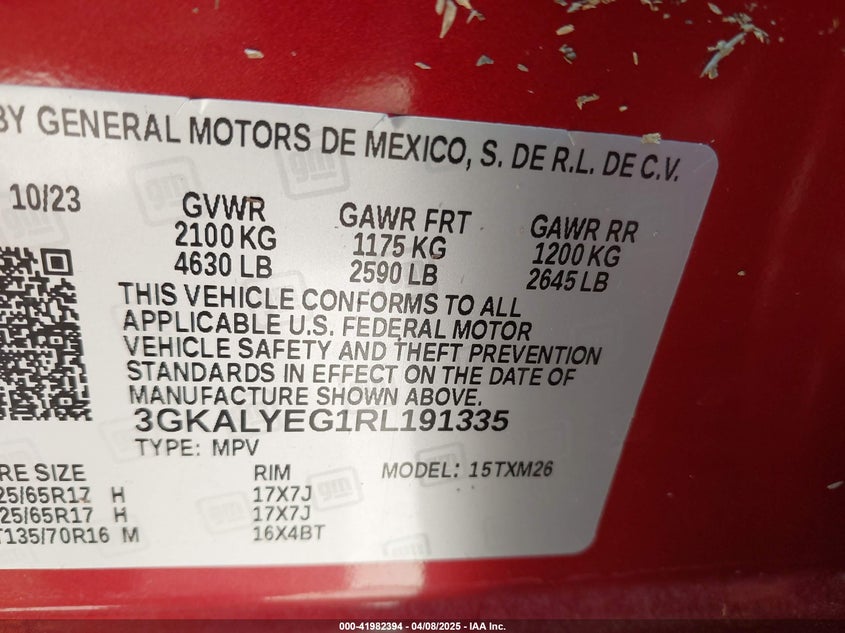 BY GENERAL MOTORS DE MEXICO, S. DE R.L. DE C.V.
10/23 GVWR GAWR FRT GAWR RR
2100 KG 1175 KG 1200 KG
4630 LB 2590 LB 2645 LB
THIS VEHICLE CONFORMS TO ALL
APPLICABLE U.S. FEDERAL MOTOR
VEHICLE SAFETY AND THEFT PREVENTION
STANDARDS IN EFFECT ON THE DATE OF
MANUFACTURE SHOWN ABOVE.
3GKALYEG1RL191335
TYPE: MPV
RE SIZE RIM MODEL: 15TXM26
25/65R17 H 17X7J
25/65R17 H 17X7J
T135/70R16 M 16X4BT
gm
000-41982394 - 04/08/2025 - IAA Inc.